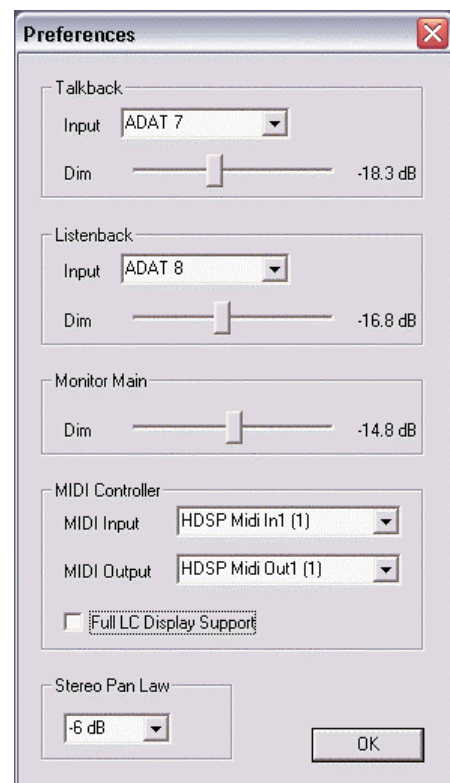 Preferences
Talkback
Input ADAT 7
Dim -18.3 dB
Listenback
Input ADAT 8
Dim -16.8 dB
Monitor Main
Dim -14.8 dB
MIDI Controller
MIDI Input HDSP Midi In1 (1)
MIDI Output HDSP Midi Out1 (1)
Full LC Display Support
Stereo Pan Law
-6 dB
OK